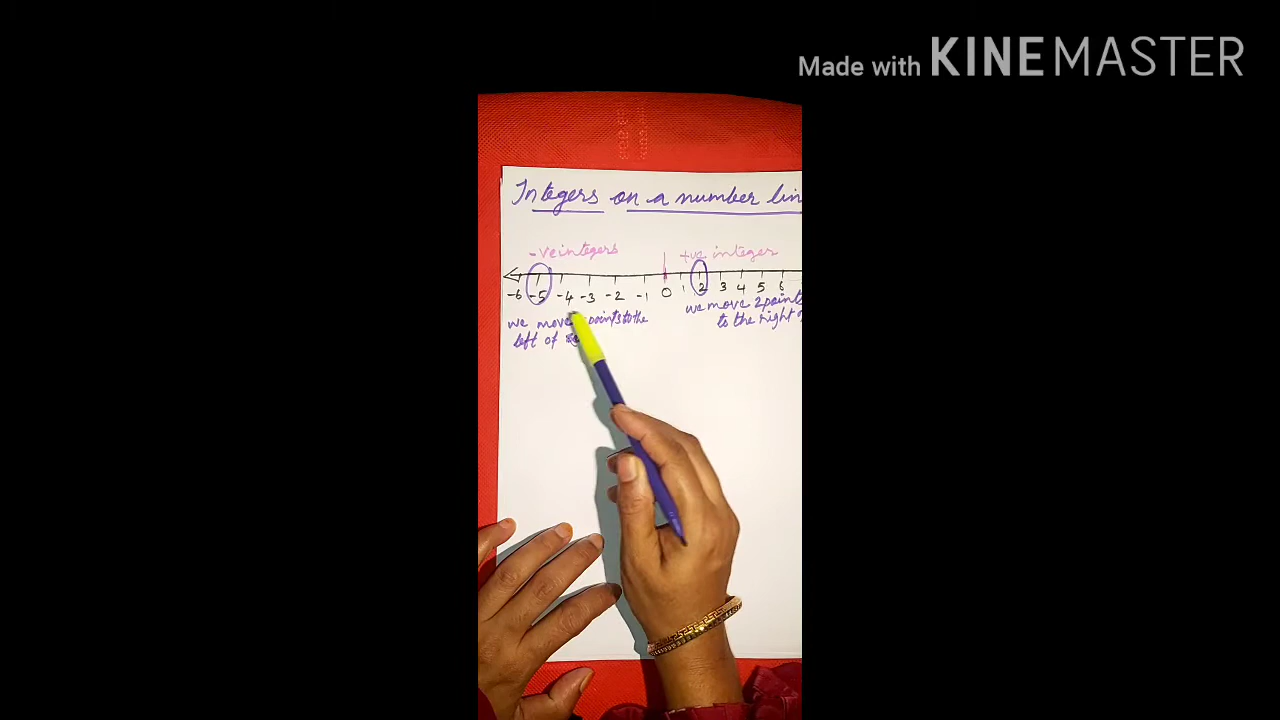 Made with KINEMASTER
Integers on a number lin
-ve integers +ve integer
-6 -5 -4 -3 -2 -1 0 1 2 3 4 5 6
we move points to the
left of
we move 2 points
to the right o